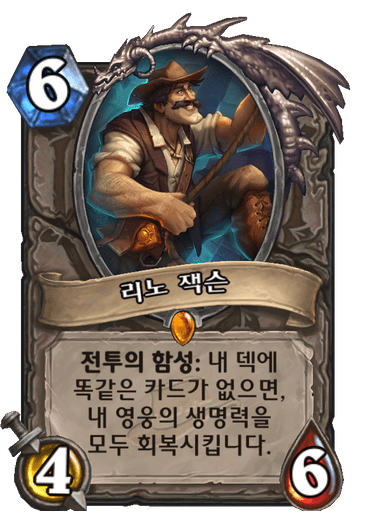 6
리노 잭슨
전투의 함성: 내 덱에
똑같은 카드가 없으면,
내 영웅의 생명력을
모두 회복시킵니다.
4
6